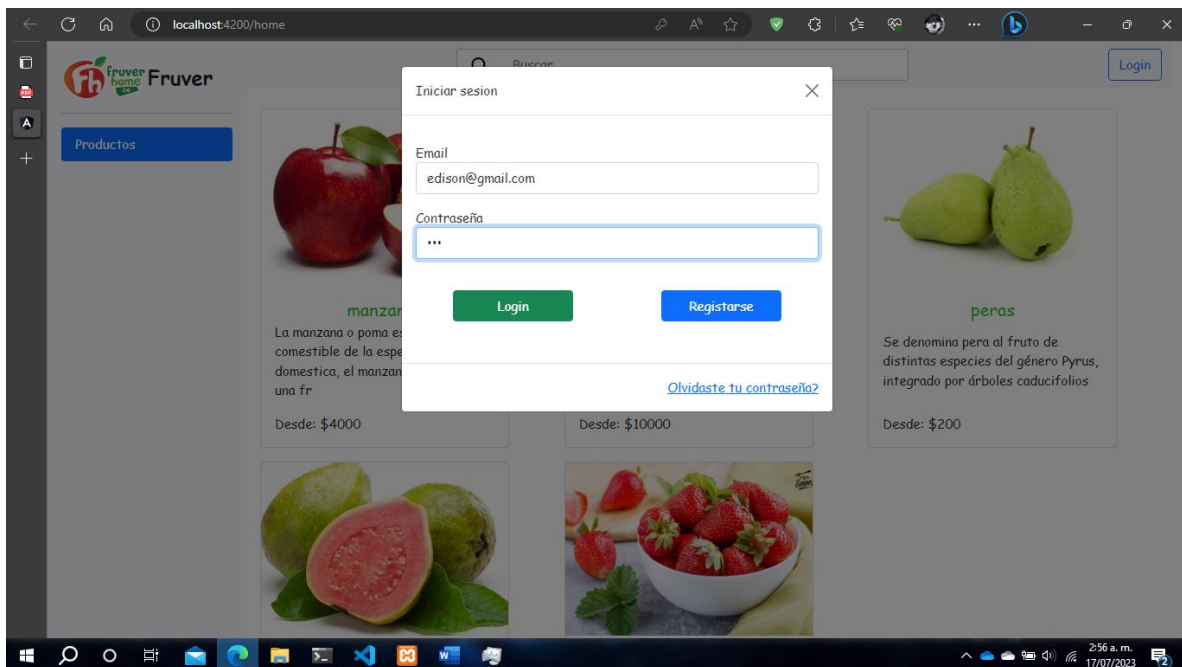 localhost:4200/home
fruver
home
.co
Fruver
Buscar
Login
Productos
Iniciar sesion
Email
edison@gmail.com
Contraseña
•••
Login
Registarse
Olvidaste tu contraseña?
La manzana o poma
comestible de la
domestica, el manzan
una fr
Desde: $4000
Desde: $10000
peras
Se denomina pera al fruto de
distintas especies del género Pyrus,
integrado por árboles caducifolios
Desde: $200
2:56 a. m.
17/07/2023